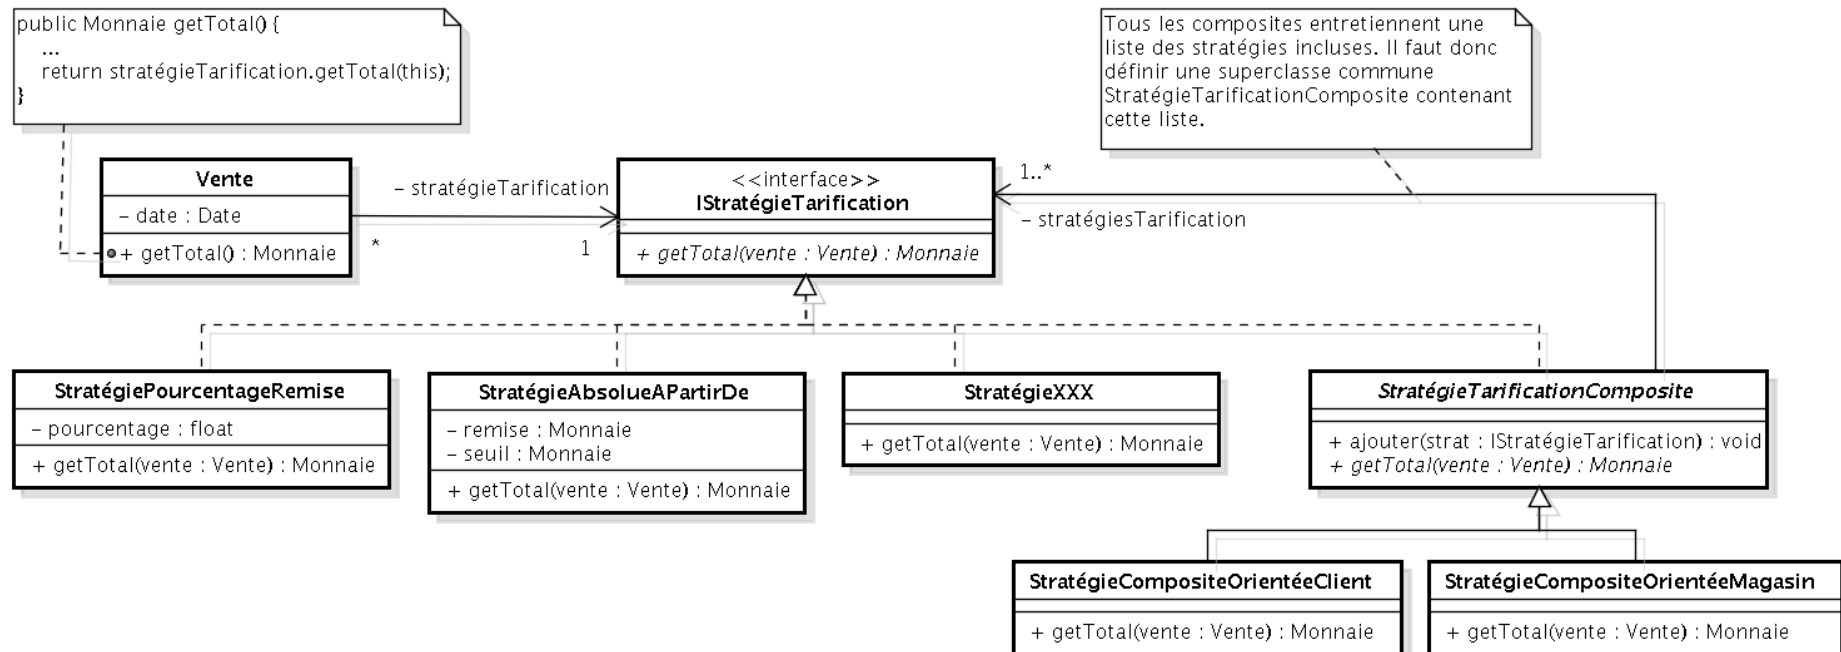 public Monnaie getTotal() {
...
return stratégieTarification.getTotal(this);
}
Tous les composites entretiennent une
liste des stratégies incluses. Il faut donc
définir une superclasse commune
StratégieTarificationComposite contenant
cette liste.
Vente
– date : Date
+ getTotal() : Monnaie
– stratégieTarification
*
1
<<interface>>
IStratégieTarification
+ getTotal(vente : Vente) : Monnaie
1..*
– stratégiesTarification
StratégiePourcentageRemise
– pourcentage : float
+ getTotal(vente : Vente) : Monnaie
StratégieAbsolueAPartirDe
– remise : Monnaie
– seuil : Monnaie
+ getTotal(vente : Vente) : Monnaie
StratégieXXX
+ getTotal(vente : Vente) : Monnaie
StratégieTarificationComposite
+ ajouter(strat : IStratégieTarification) : void
+ getTotal(vente : Vente) : Monnaie
StratégieCompositeOrientéeClient
+ getTotal(vente : Vente) : Monnaie
StratégieCompositeOrientéeMagasin
+ getTotal(vente : Vente) : Monnaie